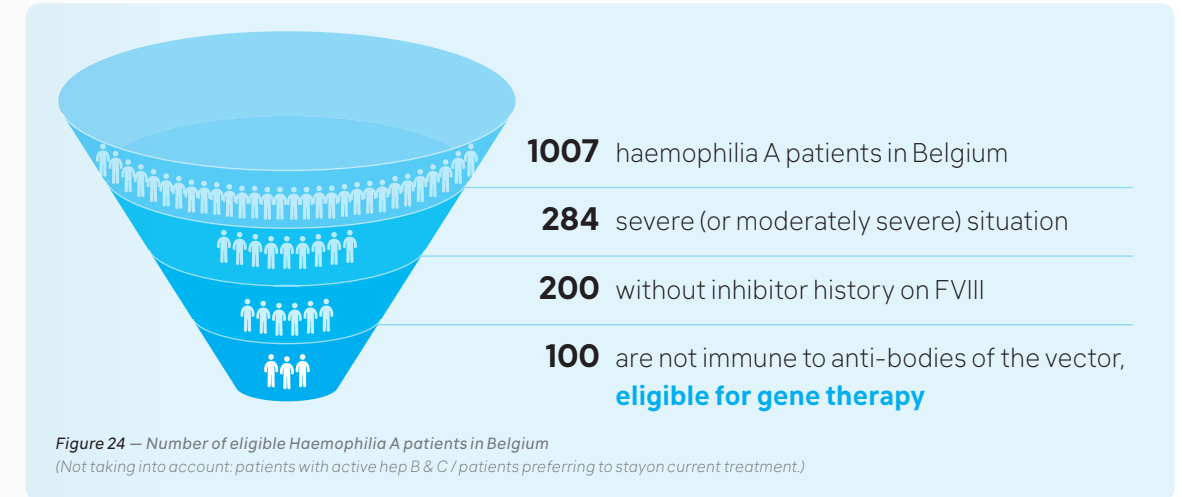 1007 haemophilia A patients in Belgium
284 severe (or moderately severe) situation
200 without inhibitor history on FVIII
100 are not immune to anti-bodies of the vector,
eligible for gene therapy
Figure 24 — Number of eligible Haemophilia A patients in Belgium
(Not taking into account: patients with active hep B & C / patients preferring to stayon current treatment.)